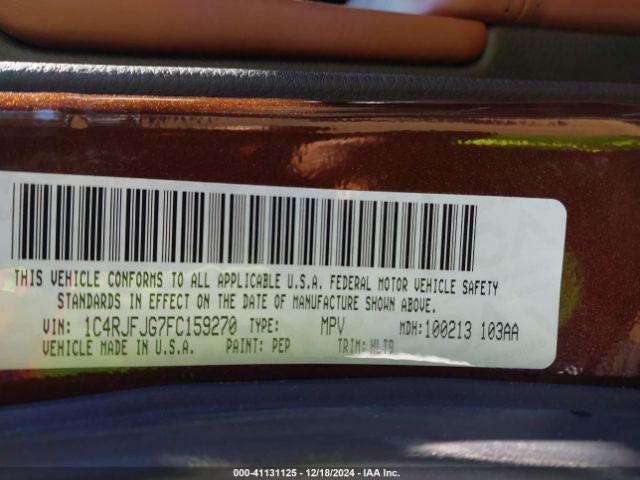 THIS VEHICLE CONFORMS TO ALL APPLICABLE U.S.A. FEDERAL MOTOR VEHICLE SAFETY
STANDARDS IN EFFECT ON THE DATE OF MANUFACTURE SHOWN ABOVE.
VIN: 1C4RJFJG7FC159270 TYPE: MPV MDH:100213 103AA
VEHICLE MADE IN U.S.A. PAINT: PEP TRIM: HLT9
000-41131125 - 12/18/2024 - IAA Inc.